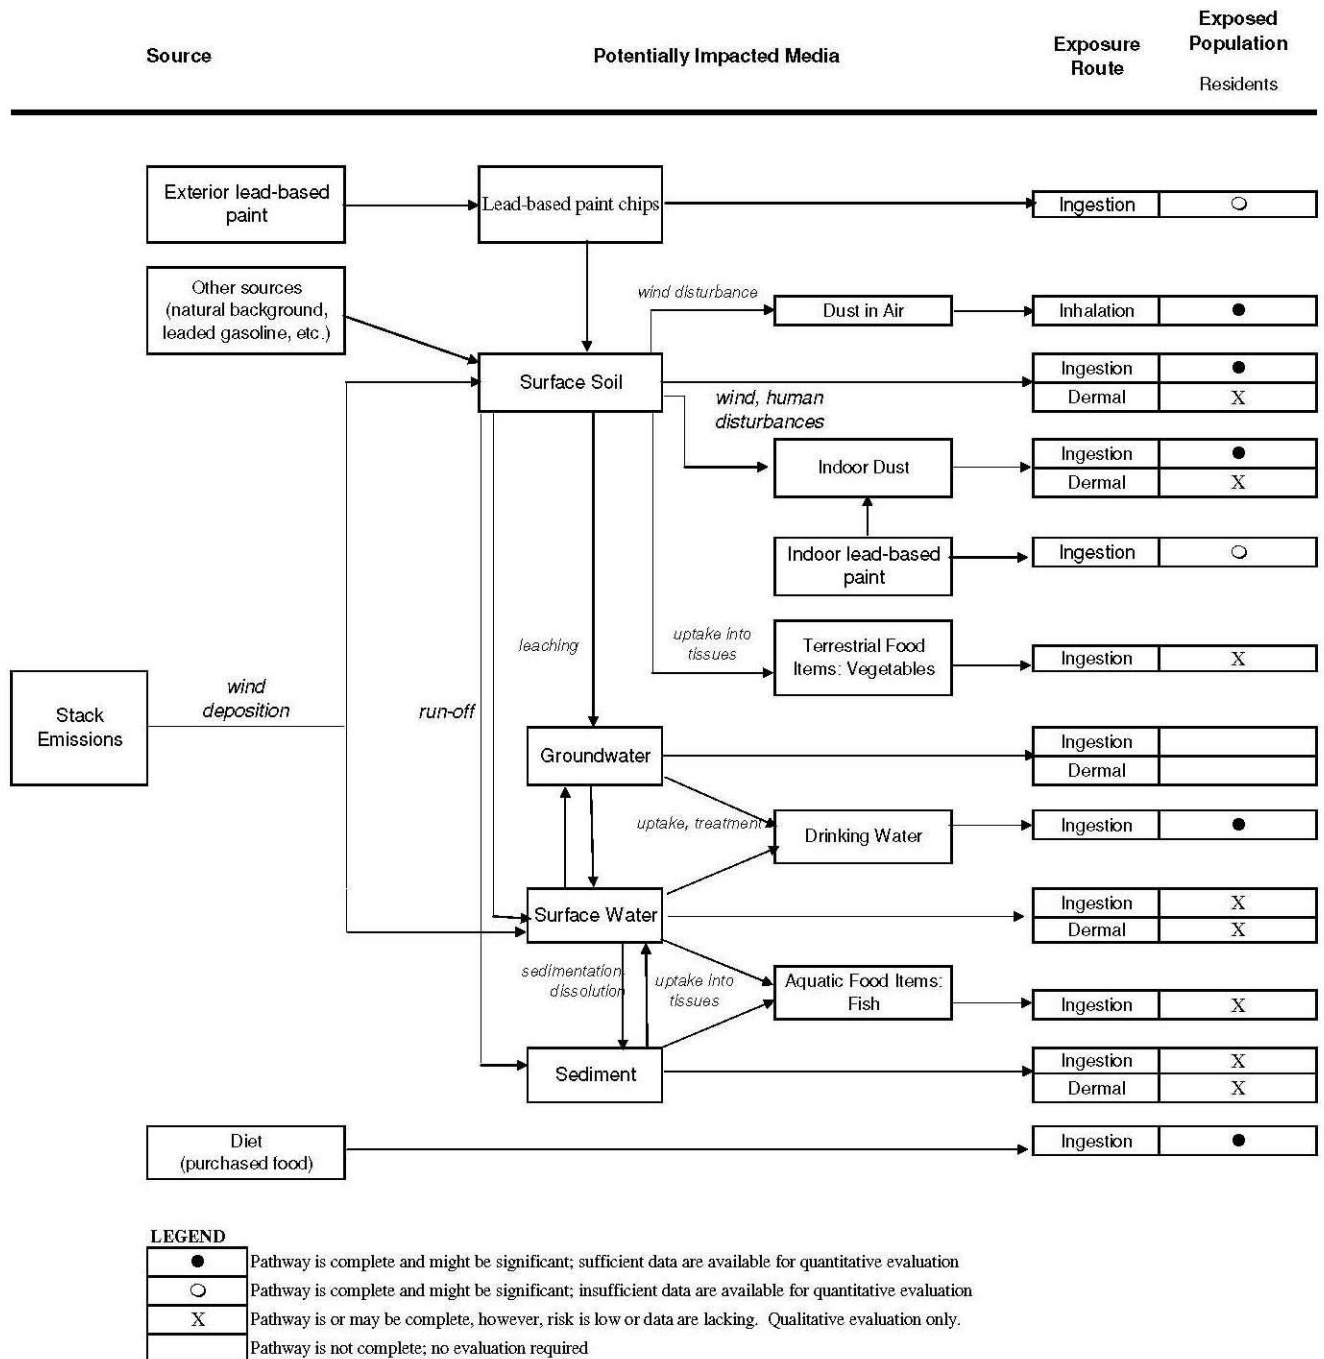 Source
Potentially Impacted Media
Exposure
Route
Exposed
Population
Residents
Exterior lead-based
paint
Lead-based paint chips
Ingestion
○
Other sources
(natural background,
leaded gasoline, etc.)
wind disturbance
Dust in Air
Inhalation
●
Surface Soil
Ingestion
●
Dermal
X
wind, human
disturbances
Indoor Dust
Ingestion
●
Dermal
X
Indoor lead-based
paint
Ingestion
○
leaching
uptake into
tissues
Terrestrial Food
Items: Vegetables
Ingestion
X
Stack
Emissions
wind
deposition
run-off
Groundwater
Ingestion
Dermal
uptake, treatment
Drinking Water
Ingestion
●
Surface Water
Ingestion
X
Dermal
X
sedimentation
dissolution
uptake into
tissues
Aquatic Food Items:
Fish
Ingestion
X
Sediment
Ingestion
X
Dermal
X
Diet
(purchased food)
Ingestion
●
LEGEND
● Pathway is complete and might be significant; sufficient data are available for quantitative evaluation
○ Pathway is complete and might be significant; insufficient data are available for quantitative evaluation
X Pathway is or may be complete, however, risk is low or data are lacking. Qualitative evaluation only.
Pathway is not complete; no evaluation required